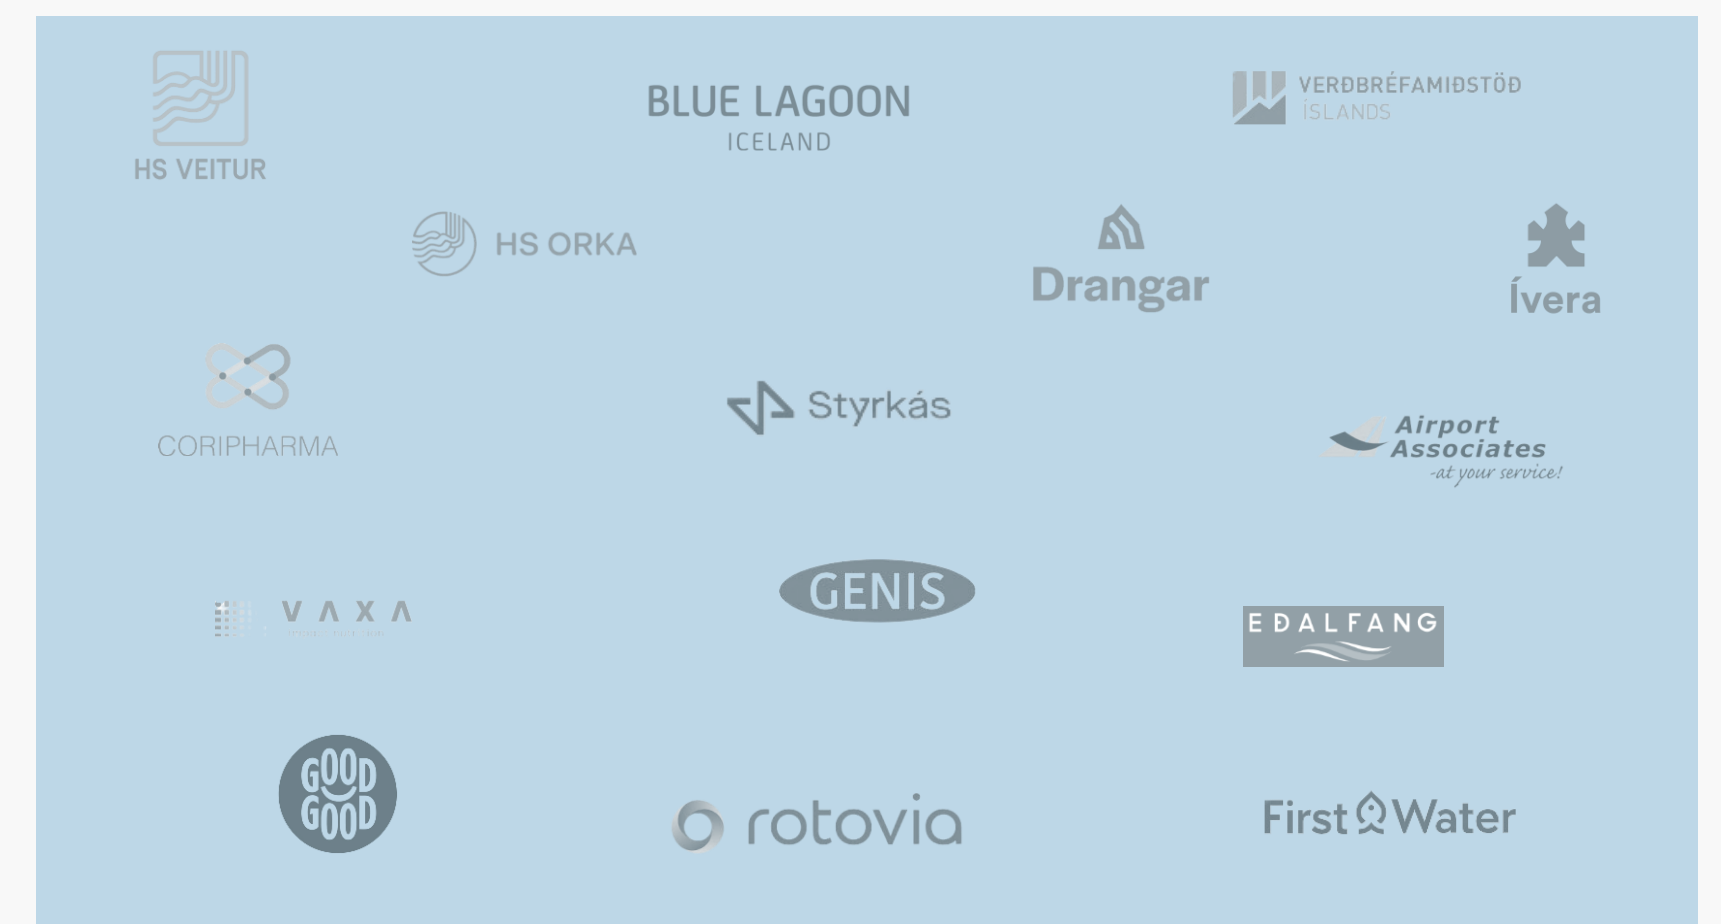 HS VEITUR
BLUE LAGOON
ICELAND
VERÐBRÉFAMIÐSTÖÐ
ÍSLANDS
HS ORKA
Drangar
Ívera
CORIPHARMA
Styrkás
Airport
Associates
-at your service!
VAXA
GENIS
EÐALFANG
GOOD
GOOD
rotovia
First Water